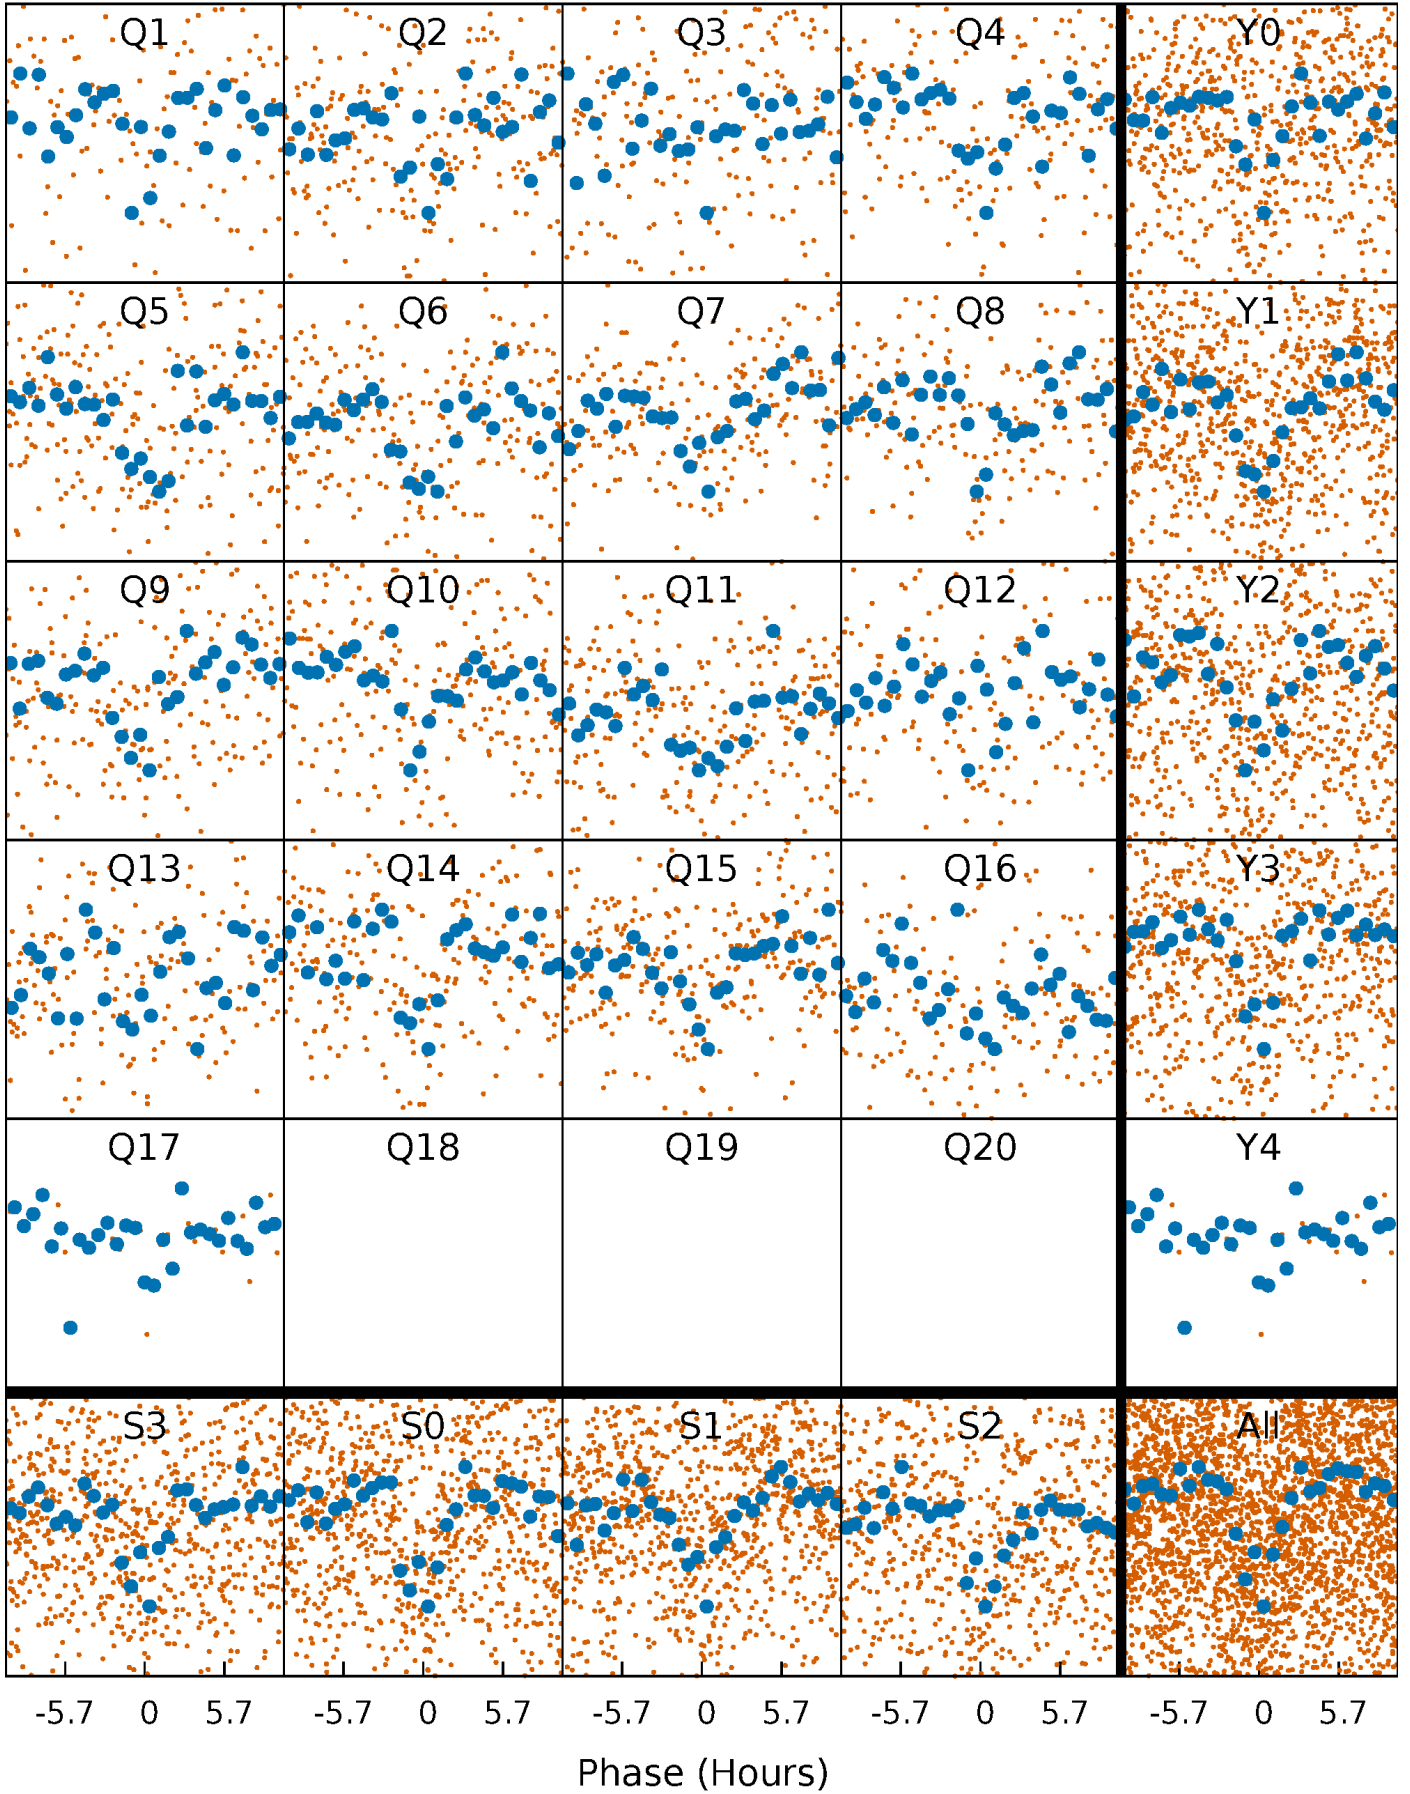 Q1 Q2 Q3 Q4 Y0
Q5 Q6 Q7 Q8 Y1
Q9 Q10 Q11 Q12 Y2
Q13 Q14 Q15 Q16 Y3
Q17 Q18 Q19 Q20 Y4
S3 S0 S1 S2 All
-5.7 0 5.7 -5.7 0 5.7 -5.7 0 5.7 -5.7 0 5.7 -5.7 0 5.7
Phase (Hours)